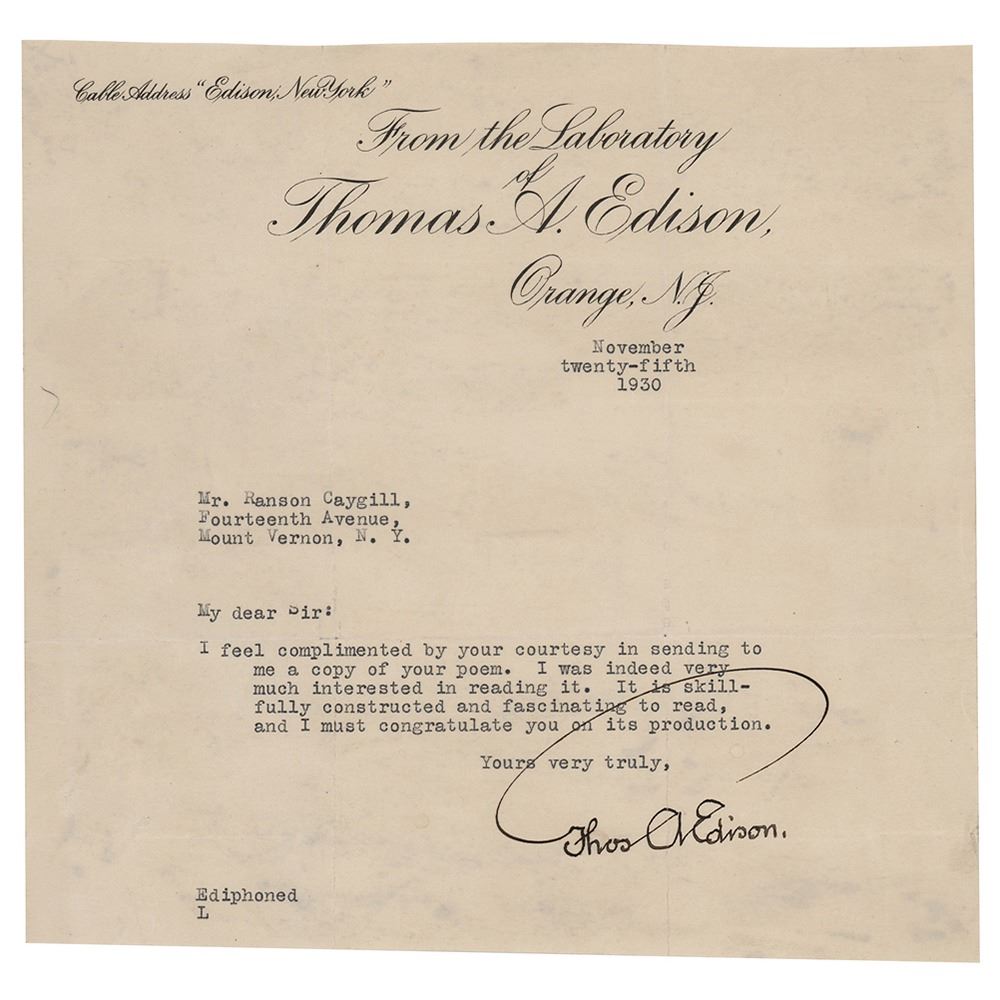 Cable Address "Edison, New York"
From the Laboratory
of
Thomas A. Edison,
Orange, N.J.
November
twenty-fifth
1930
Mr. Ranson Caygill,
Fourteenth Avenue,
Mount Vernon, N. Y.
My dear Sir:
I feel complimented by your courtesy in sending to
me a copy of your poem. I was indeed very
much interested in reading it. It is skill-
fully constructed and fascinating to read,
and I must congratulate you on its production.
Yours very truly,
Thos A Edison.
Ediphoned
L